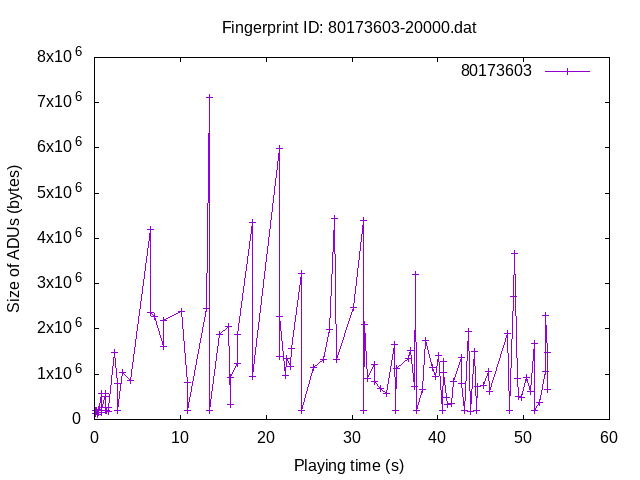 Fingerprint ID: 80173603-20000.dat
80173603
8x10^6
7x10^6
6x10^6
5x10^6
4x10^6
3x10^6
2x10^6
1x10^6
0
Size of ADUs (bytes)
0 10 20 30 40 50 60
Playing time (s)